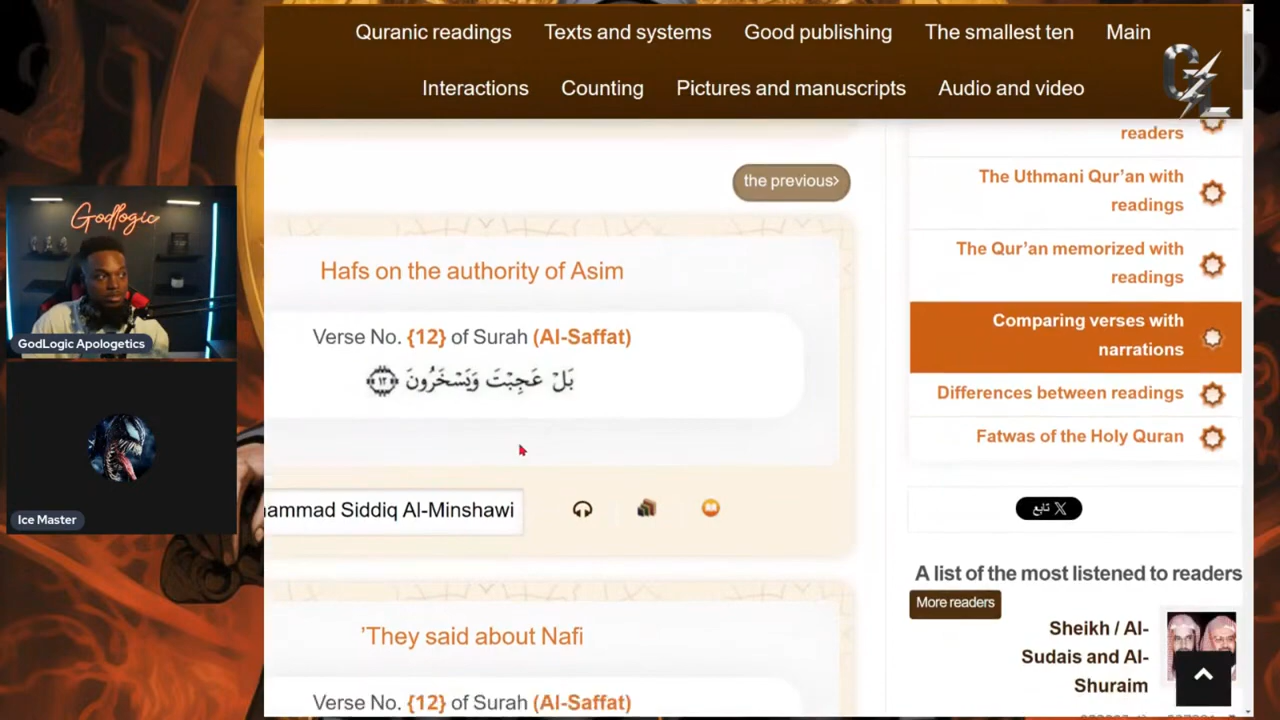 Quranic readings Texts and systems Good publishing The smallest ten Main
Interactions Counting Pictures and manuscripts Audio and video
GL
the previous>
Hafs on the authority of Asim
Verse No. {12} of Surah (Al-Saffat)
بَلْ عَجِبْتَ وَيَسْخَرُونَ ١٢
ammad Siddiq Al-Minshawi
'They said about Nafi
Verse No. {12} of Surah (Al-Saffat)
readers
The Uthmani Qur'an with
readings
The Qur'an memorized with
readings
Comparing verses with
narrations
Differences between readings
Fatwas of the Holy Quran
تابع X
A list of the most listened to readers
More readers
Sheikh / Al-
Sudais and Al-
Shuraim
Godlogic
GodLogic Apologetics
Ice Master